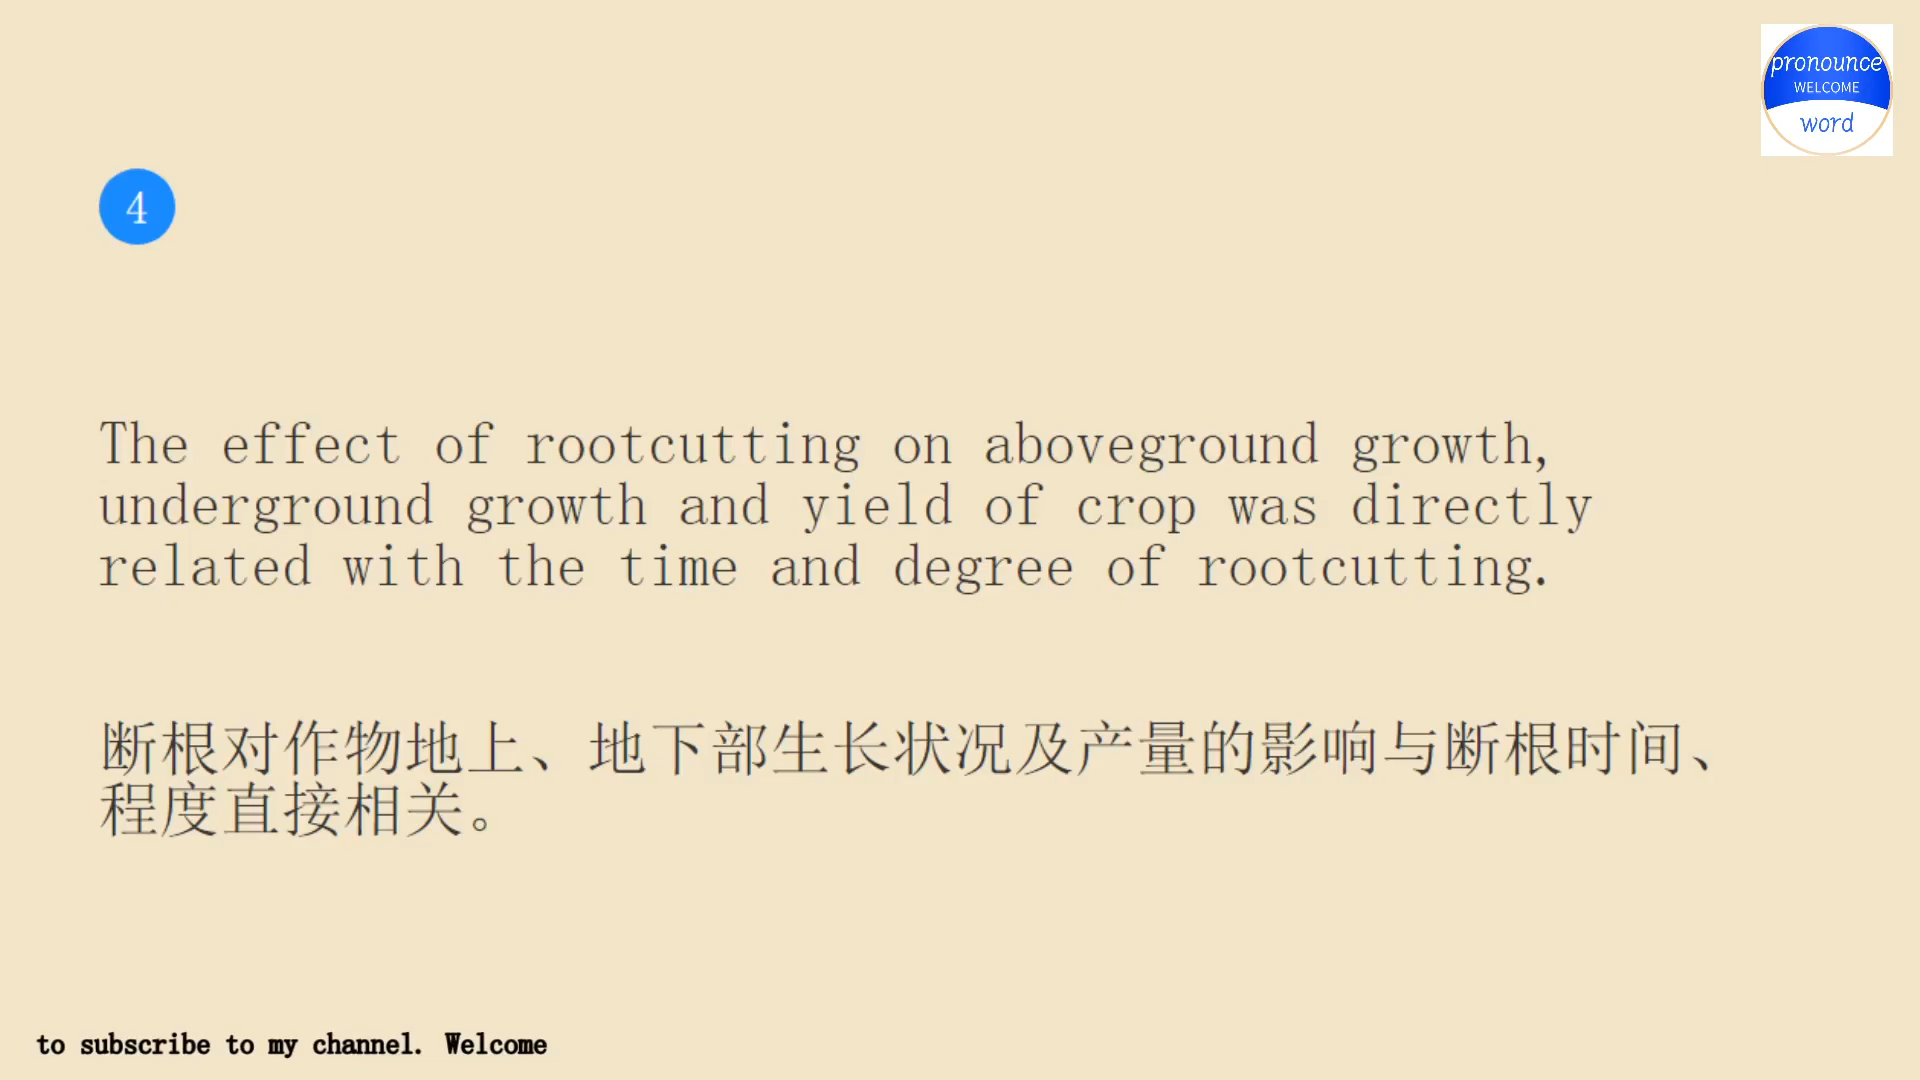 pronounce
WELCOME
word
4
The effect of rootcutting on aboveground growth,
underground growth and yield of crop was directly
related with the time and degree of rootcutting.
断根对作物地上、地下部生长状况及产量的影响与断根时间、
程度直接相关。
to subscribe to my channel. Welcome